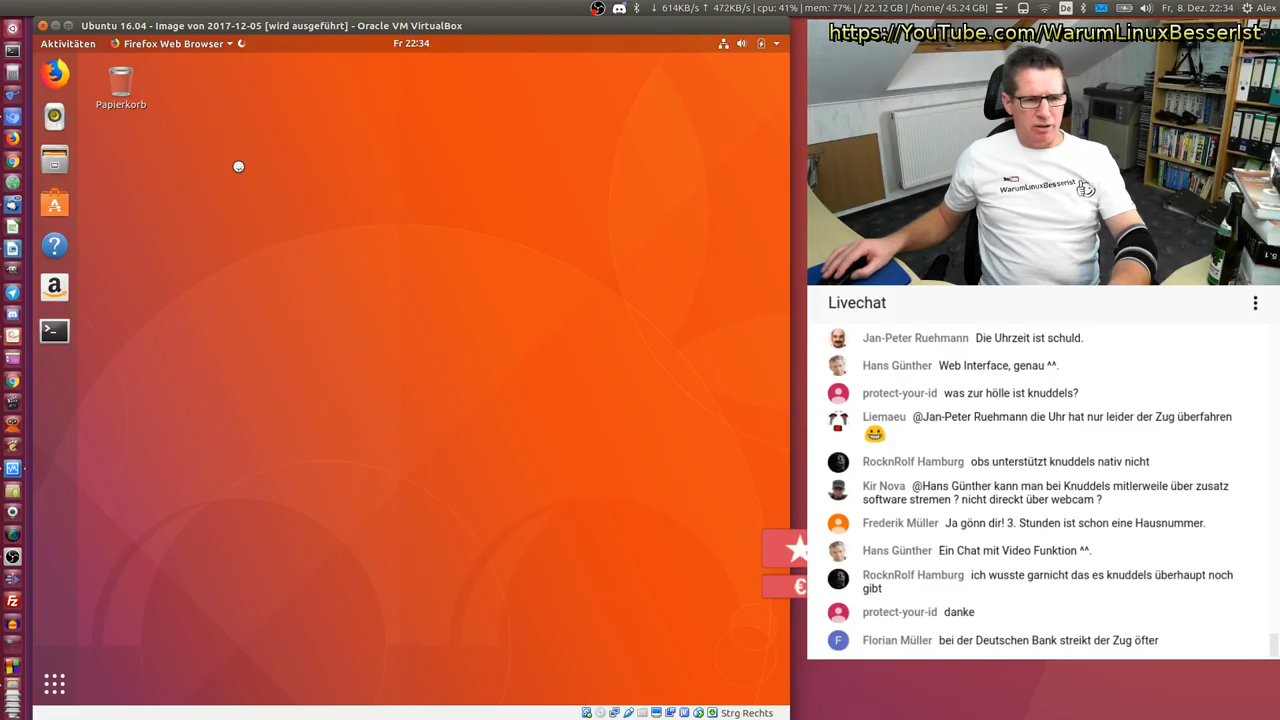 614KB/s 472KB/s cpu: 41% mem: 77% // 22.12 GB /home/45.24 GB De Fr, 8. Dez, 22:34 Alex
Ubuntu 16.04 - Image von 2017-12-05 [wird ausgeführt] - Oracle VM VirtualBox
Aktivitäten Firefox Web Browser Fr 22:34
Papierkorb
Strg Rechts
https://YouTube.com/WarumLinuxBesserIst
WarumLinuxBesserIst
5.1
Livechat
Jan-Peter Ruehmann Die Uhrzeit ist schuld.
Hans Günther Web Interface, genau ^^.
protect-your-id was zur hölle ist knuddels?
Liemaeu @Jan-Peter Ruehmann die Uhr hat nur leider der Zug überfahren
RocknRolf Hamburg obs unterstützt knuddels nativ nicht
Kir Nova @Hans Günther kann man bei Knuddels mitlerweile über zusatz
software stremen ? nicht direckt über webcam ?
Frederik Müller Ja gönn dir! 3. Stunden ist schon eine Hausnummer.
Hans Günther Ein Chat mit Video Funktion ^^.
RocknRolf Hamburg ich wusste garnicht das es knuddels überhaupt noch
gibt
protect-your-id danke
F Florian Müller bei der Deutschen Bank streikt der Zug öfter